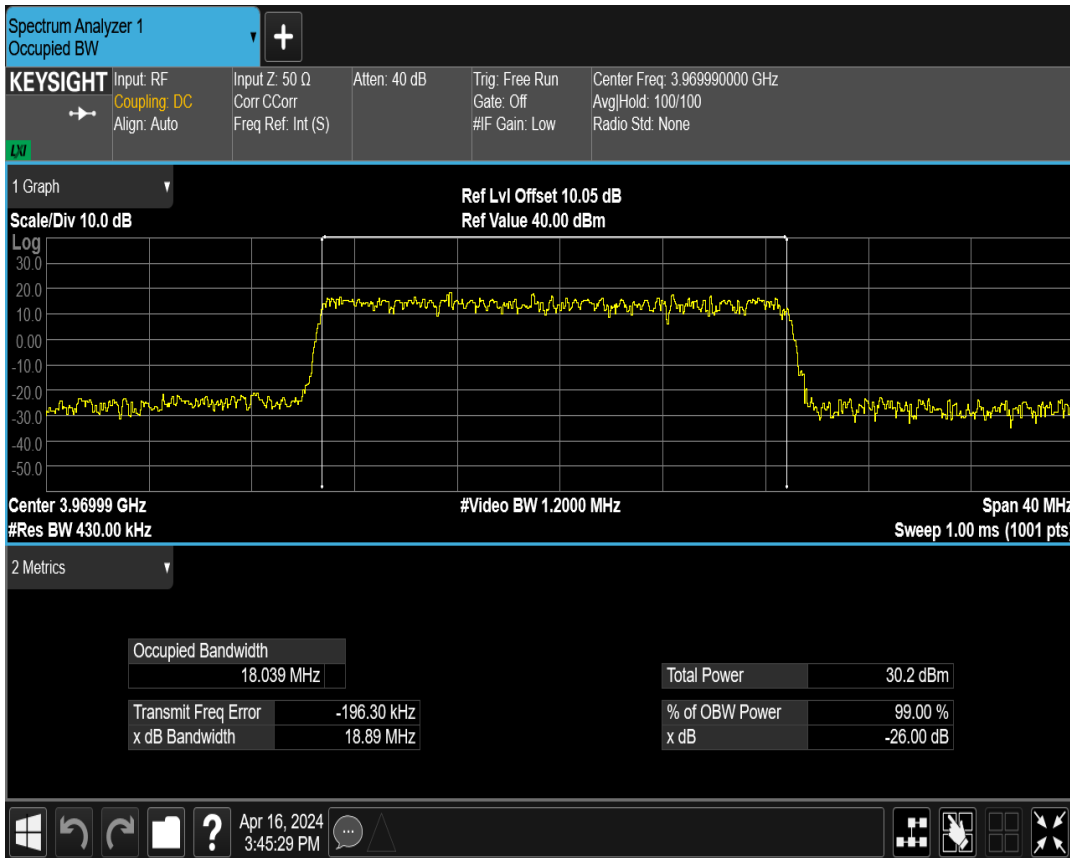 Spectrum Analyzer 1
Occupied BW
KEYSIGHT
LXI
Input: RF
Coupling: DC
Align: Auto
Input Z: 50 Ω
Corr CCorr
Freq Ref: Int (S)
Atten: 40 dB
Trig: Free Run
Gate: Off
#IF Gain: Low
Center Freq: 3.969990000 GHz
Avg|Hold: 100/100
Radio Std: None
1 Graph
Scale/Div 10.0 dB
Ref Lvl Offset 10.05 dB
Ref Value 40.00 dBm
Log
30.0
20.0
10.0
0.00
-10.0
-20.0
-30.0
-40.0
-50.0
Center 3.96999 GHz
#Video BW 1.2000 MHz
Span 40 MHz
#Res BW 430.00 kHz
Sweep 1.00 ms (1001 pts)
2 Metrics
Occupied Bandwidth
18.039 MHz
Total Power 30.2 dBm
Transmit Freq Error -196.30 kHz
% of OBW Power 99.00 %
x dB Bandwidth 18.89 MHz
x dB -26.00 dB
?
Apr 16, 2024
3:45:29 PM